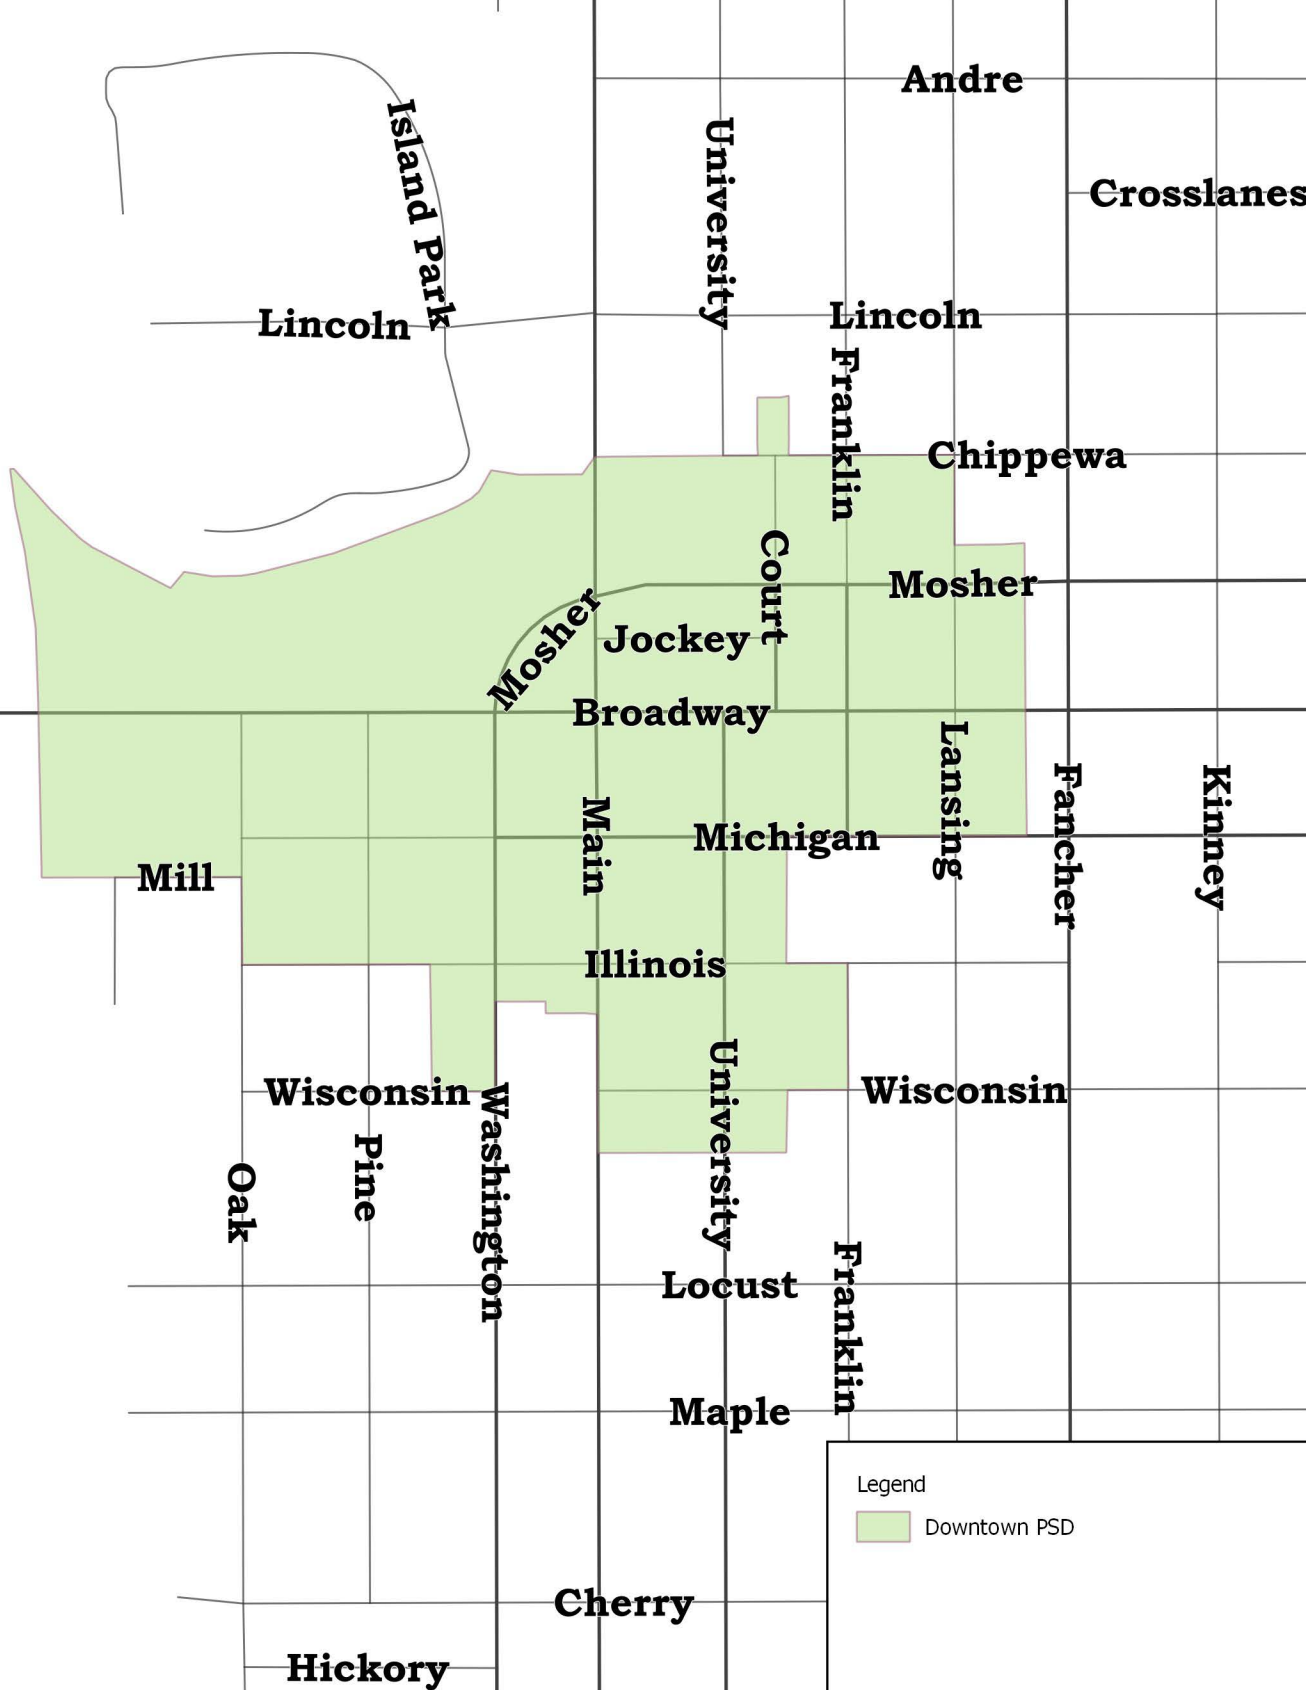 Andre
Island Park
University
Crosslanes
Lincoln
Lincoln
Franklin
Chippewa
Court
Mosher
Mosher
Jockey
Broadway
Lansing
Main
Fancher
Kinney
Michigan
Mill
Illinois
University
Wisconsin
Washington
Wisconsin
Pine
Oak
Locust
Franklin
Maple
Legend
Downtown PSD
Cherry
Hickory